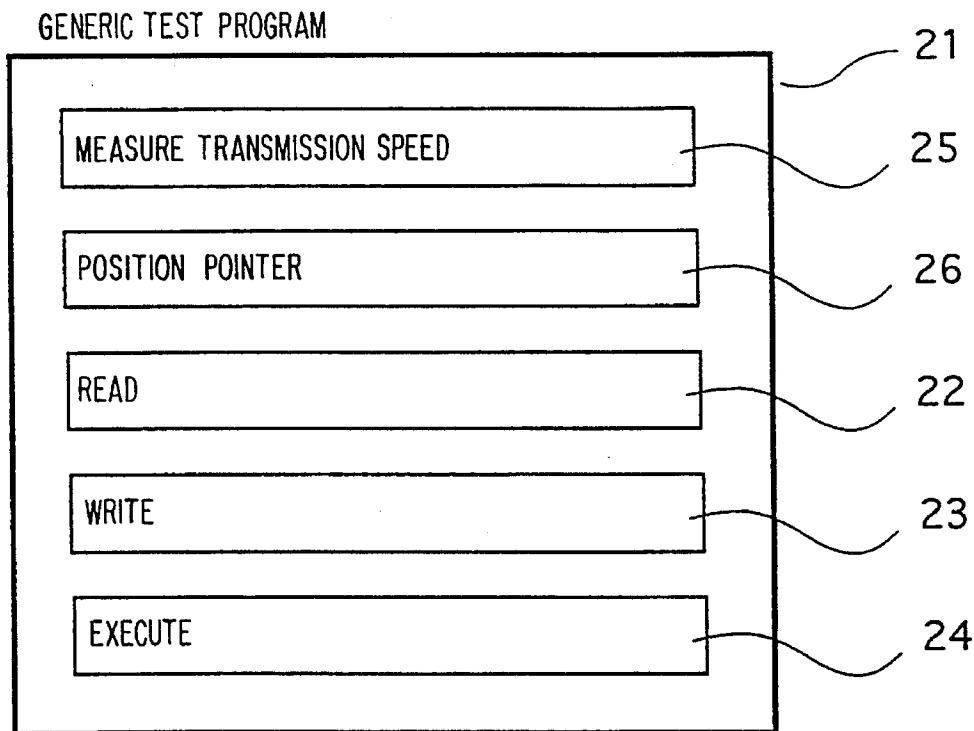 GENERIC TEST PROGRAM
21
MEASURE TRANSMISSION SPEED
25
POSITION POINTER
26
READ
22
WRITE
23
EXECUTE
24